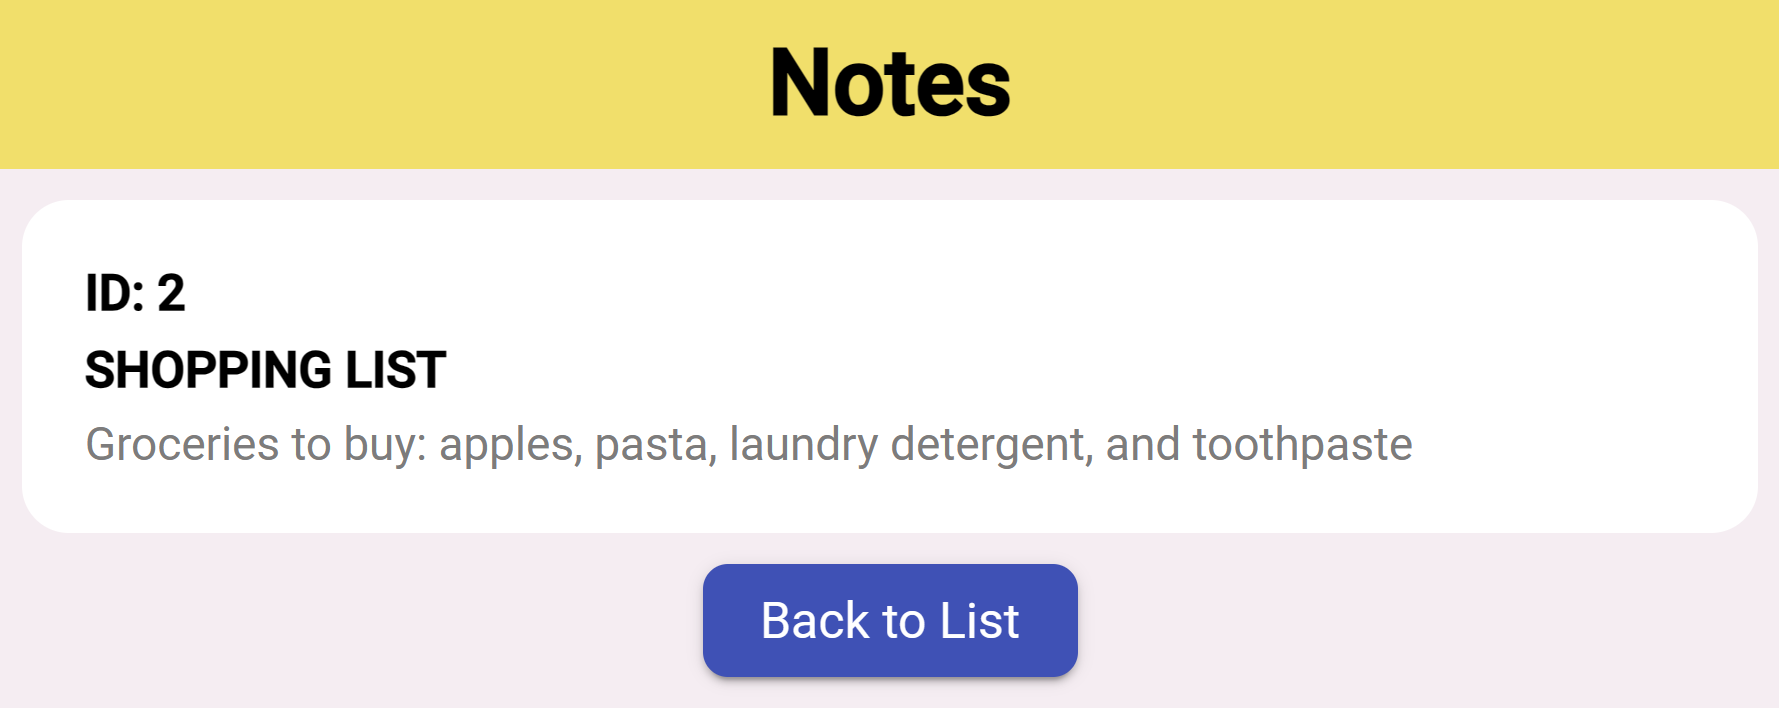 Notes
ID: 2
SHOPPING LIST
Groceries to buy: apples, pasta, laundry detergent, and toothpaste
Back to List